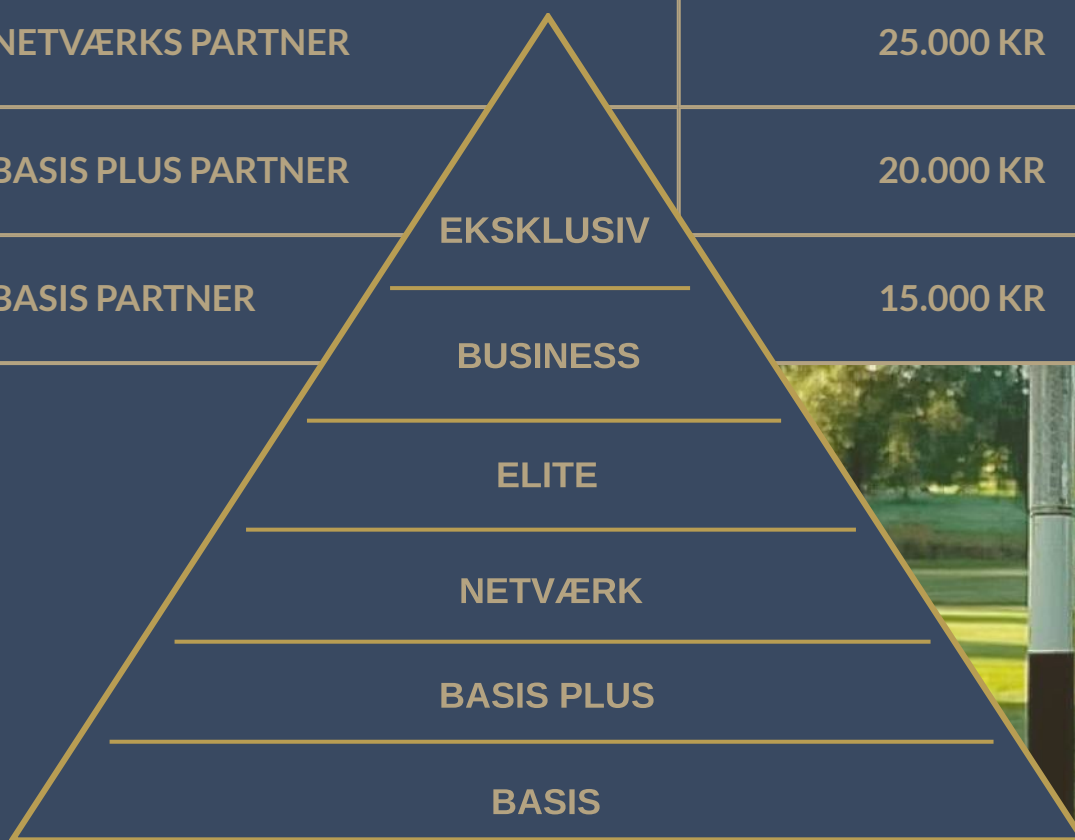 NETVÆRKS PARTNER 25.000 KR
BASIS PLUS PARTNER 20.000 KR
BASIS PARTNER 15.000 KR
EKSKLUSIV
BUSINESS
ELITE
NETVÆRK
BASIS PLUS
BASIS